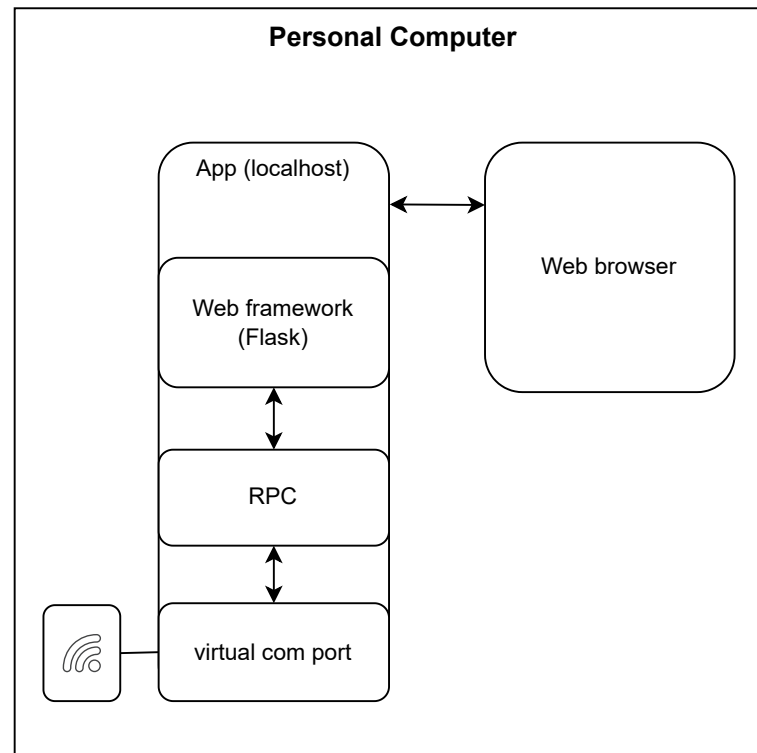 Personal Computer
App (localhost)
Web browser
Web framework
(Flask)
RPC
virtual com port